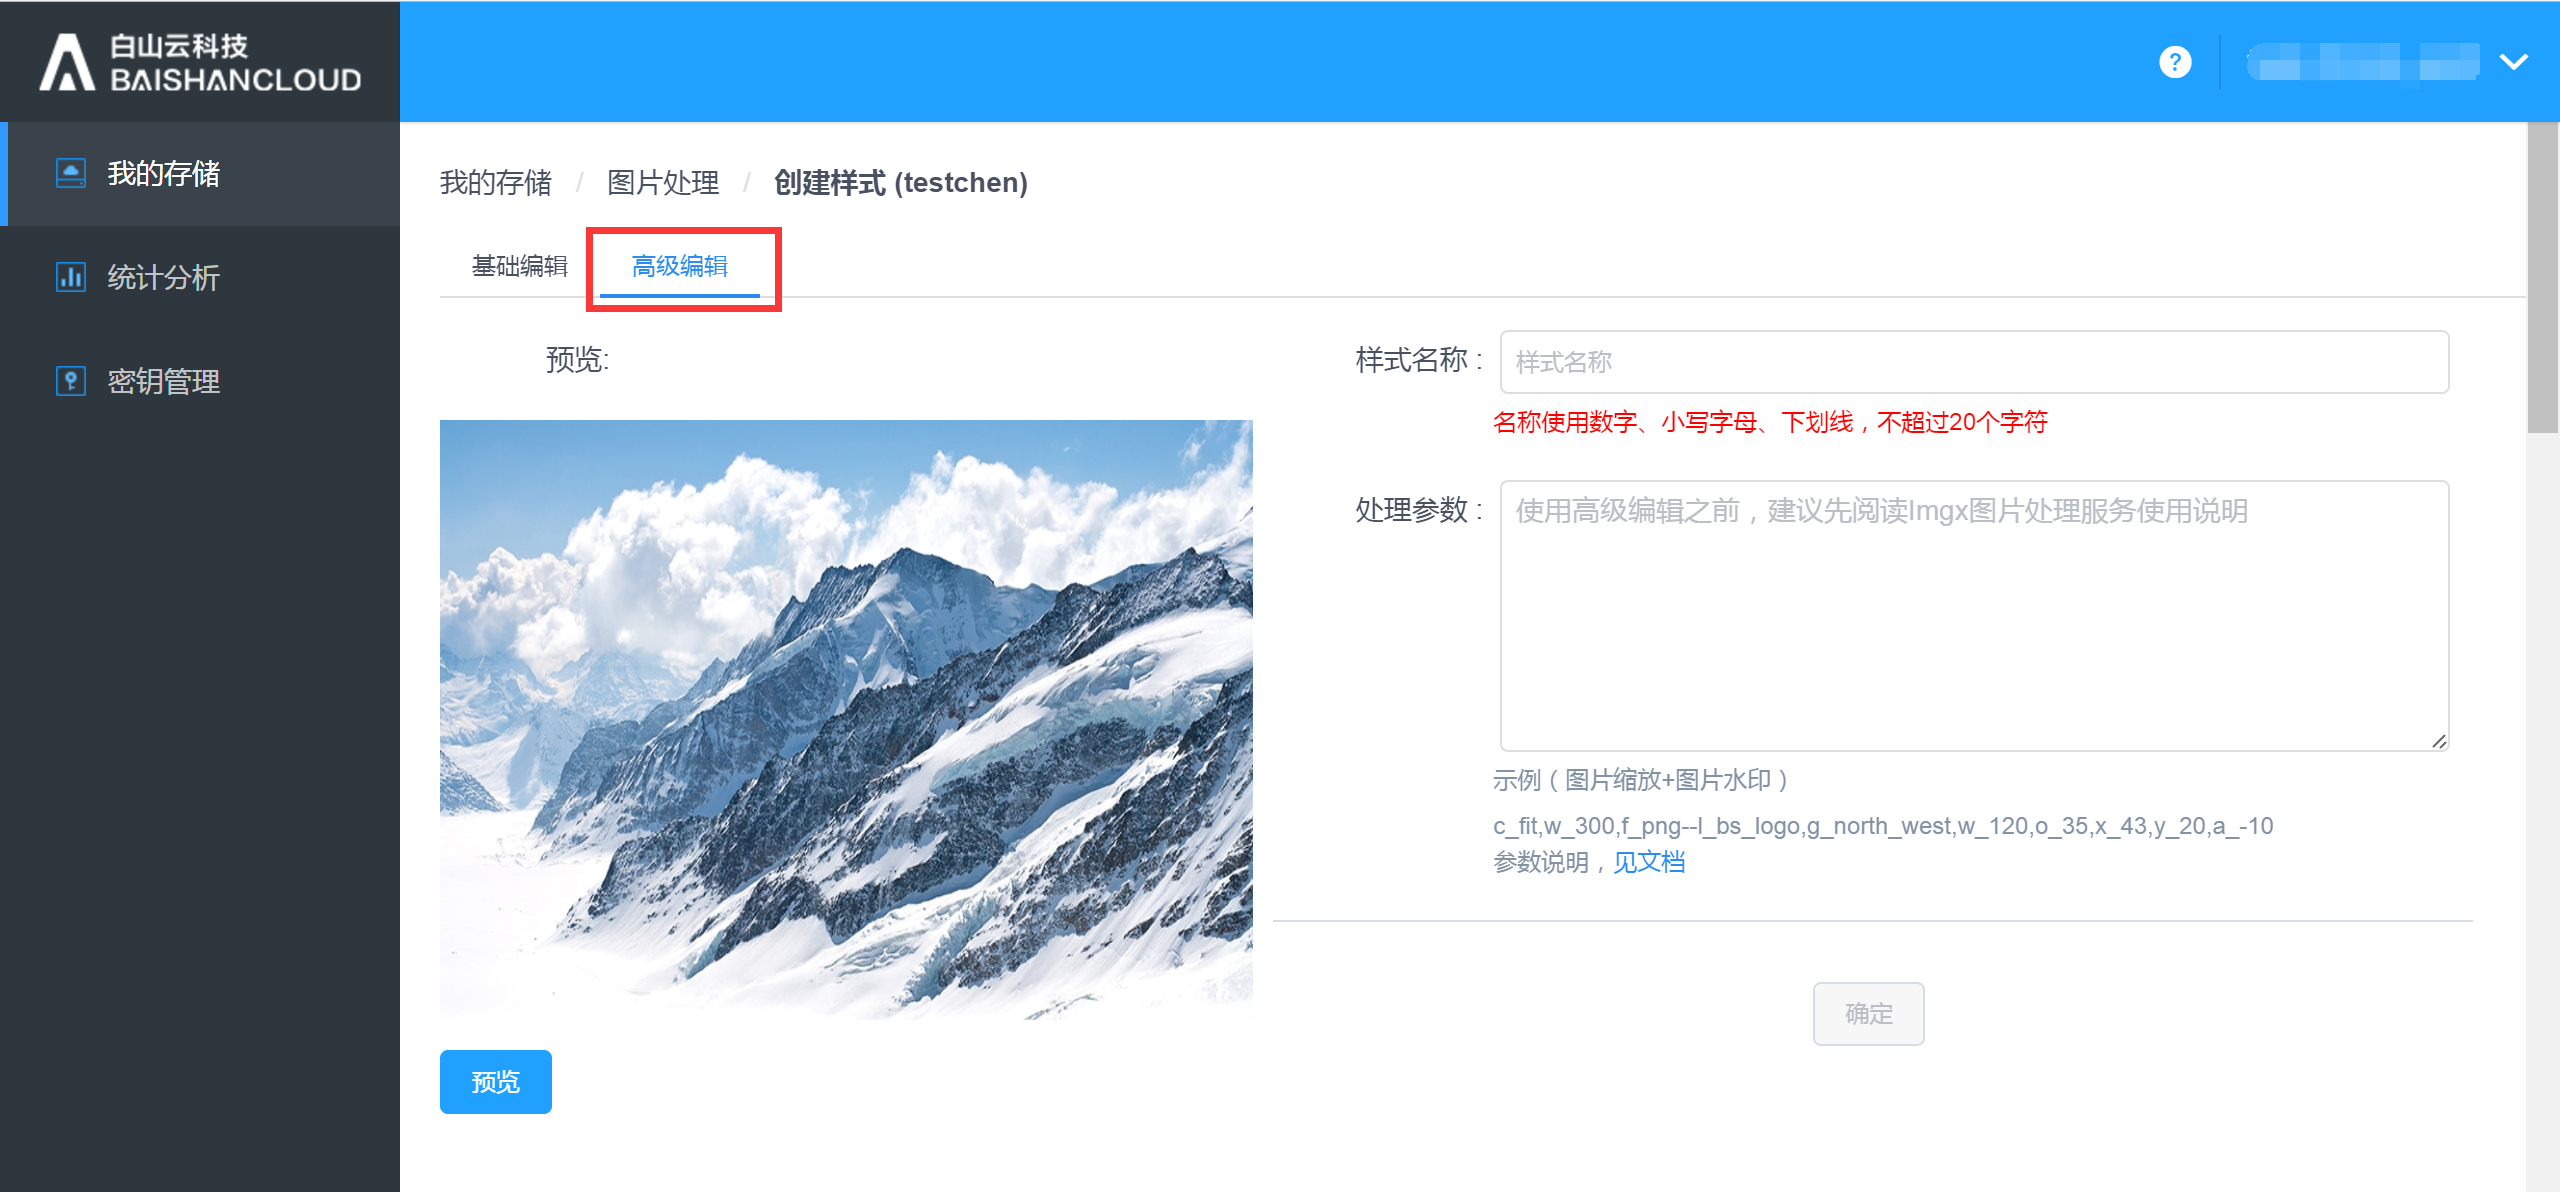 白山云科技
BAISHANCLOUD
我的存储
统计分析
密钥管理
?
我的存储 / 图片处理 / 创建样式 (testchen)
基础编辑 高级编辑
预览:
样式名称 :
样式名称
名称使用数字、小写字母、下划线，不超过20个字符
处理参数 :
使用高级编辑之前，建议先阅读Imgx图片处理服务使用说明
示例（图片缩放+图片水印）
c_fit,w_300,f_png--l_bs_logo,g_north_west,w_120,o_35,x_43,y_20,a_-10
参数说明，见文档
确定
预览